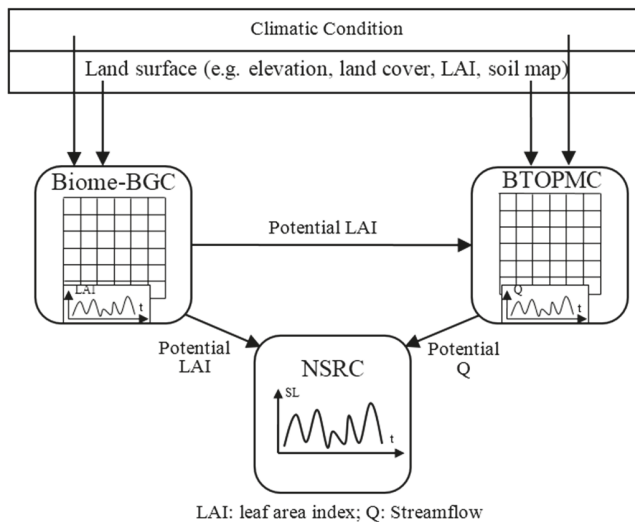 Climatic Condition
Land surface (e.g. elevation, land cover, LAI, soil map)
Biome-BGC
LAI
t
BTOPMC
Q
t
Potential LAI
Potential
LAI
Potential
Q
NSRC
SL
t
LAI: leaf area index; Q: Streamflow